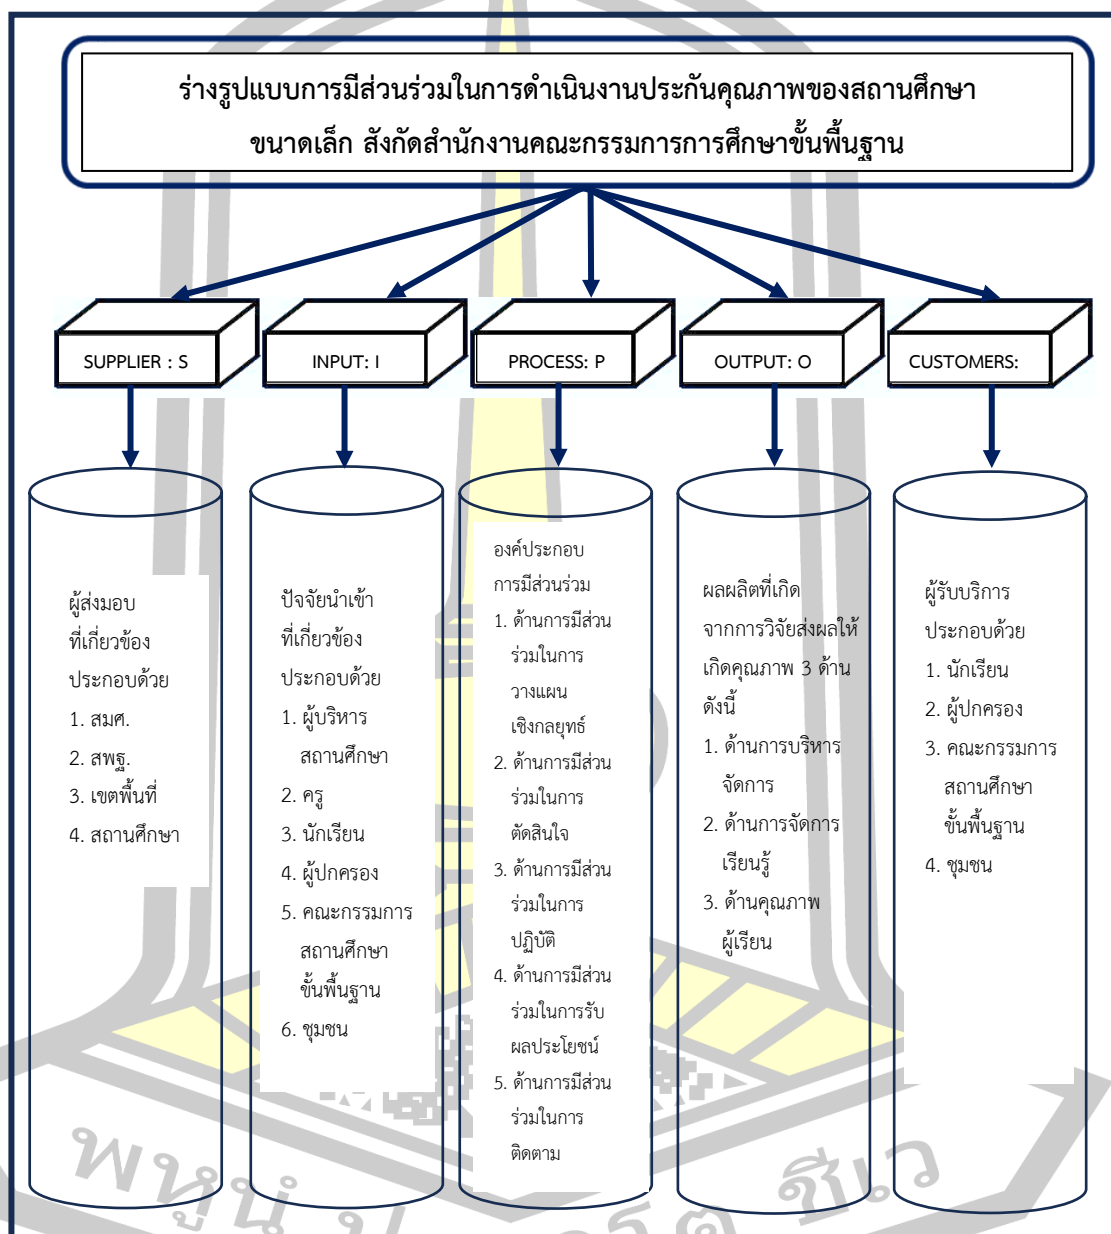 ร่างรูปแบบการมีส่วนร่วมในการดำเนินงานประกันคุณภาพของสถานศึกษา
ขนาดเล็ก สังกัดสำนักงานคณะกรรมการการศึกษาขั้นพื้นฐาน
SUPPLIER : S
INPUT: I
PROCESS: P
OUTPUT: O
CUSTOMERS:
ผู้ส่งมอบ
ที่เกี่ยวข้อง
ประกอบด้วย
1. สมศ.
2. สพฐ.
3. เขตพื้นที่
4. สถานศึกษา
ปัจจัยนำเข้า
ที่เกี่ยวข้อง
ประกอบด้วย
1. ผู้บริหาร
สถานศึกษา
2. ครู
3. นักเรียน
4. ผู้ปกครอง
5. คณะกรรมการ
สถานศึกษา
ขั้นพื้นฐาน
6. ชุมชน
องค์ประกอบ
การมีส่วนร่วม
1. ด้านการมีส่วน
ร่วมในการ
วางแผน
เชิงกลยุทธ์
2. ด้านการมีส่วน
ร่วมในการ
ตัดสินใจ
3. ด้านการมีส่วน
ร่วมในการ
ปฏิบัติ
4. ด้านการมีส่วน
ร่วมในการรับ
ผลประโยชน์
5. ด้านการมีส่วน
ร่วมในการ
ติดตาม
ผลผลิตที่เกิด
จากการวิจัยส่งผลให้
เกิดคุณภาพ 3 ด้าน
ดังนี้
1. ด้านการบริหาร
จัดการ
2. ด้านการจัดการ
เรียนรู้
3. ด้านคุณภาพ
ผู้เรียน
ผู้รับบริการ
ประกอบด้วย
1. นักเรียน
2. ผู้ปกครอง
3. คณะกรรมการ
สถานศึกษา
ขั้นพื้นฐาน
4. ชุมชน
พหูนํ
ชีเว